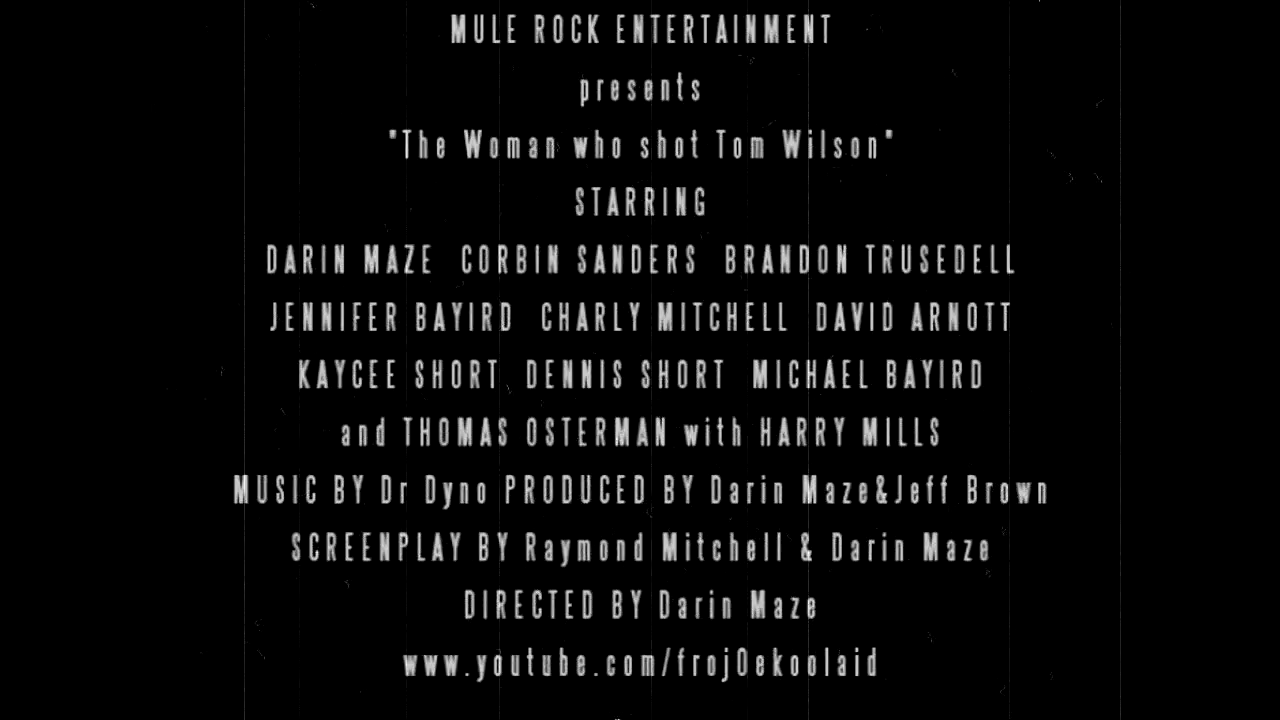 MULE ROCK ENTERTAINMENT
presents
"The Woman who shot Tom Wilson"
STARRING
DARIN MAZE CORBIN SANDERS BRANDON TRUSEDELL
JENNIFER BAYIRD CHARLY MITCHELL DAVID ARNOTT
KAYCEE SHORT DENNIS SHORT MICHAEL BAYIRD
and THOMAS OSTERMAN with HARRY MILLS
MUSIC BY Dr Dyno PRODUCED BY Darin Maze&Jeff Brown
SCREENPLAY BY Raymond Mitchell & Darin Maze
DIRECTED BY Darin Maze
www.youtube.com/froj0ekoolaid